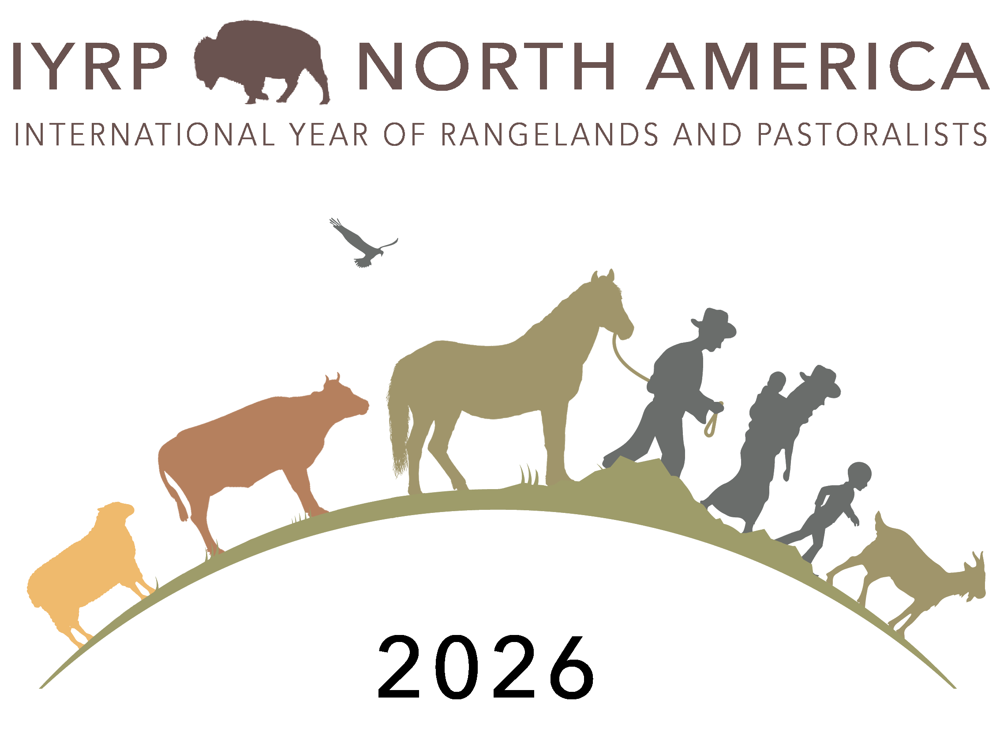 IYRP NORTH AMERICA
INTERNATIONAL YEAR OF RANGELANDS AND PASTORALISTS
2026